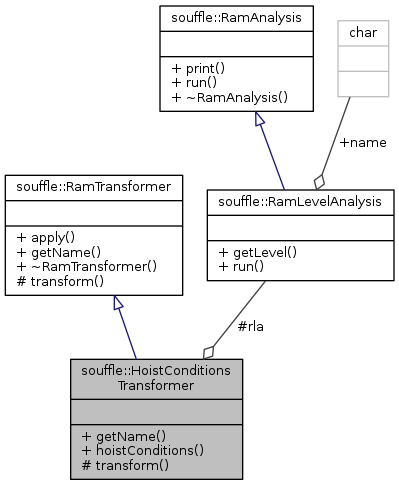 souffle::RamAnalysis
+ print()
+ run()
+ ~RamAnalysis()
char
+name
souffle::RamTransformer
+ apply()
+ getName()
+ ~RamTransformer()
# transform()
souffle::RamLevelAnalysis
+ getLevel()
+ run()
#rla
souffle::HoistConditions
Transformer
+ getName()
+ hoistConditions()
# transform()